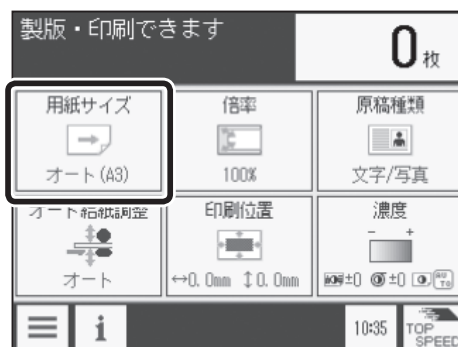 製版・印刷できます
0枚
用紙サイズ
オート(A3)
倍率
100%
原稿種類
文字/写真
オート給紙調整
オート
印刷位置
↔0.0mm ↕0.0mm
濃度
- +
±0 ±0 AUTO
i
10:35
TOP SPEED